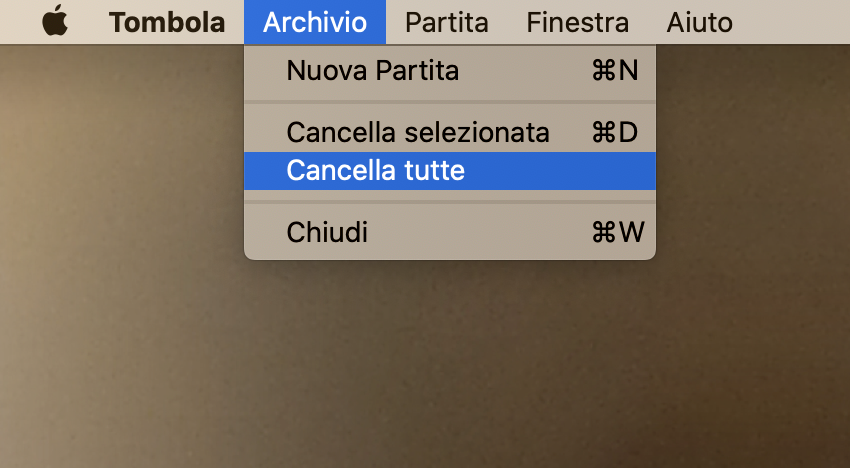 Tombola Archivio Partita Finestra Aiuto
Nuova Partita ⌘N
Cancella selezionata ⌘D
Cancella tutte
Chiudi ⌘W